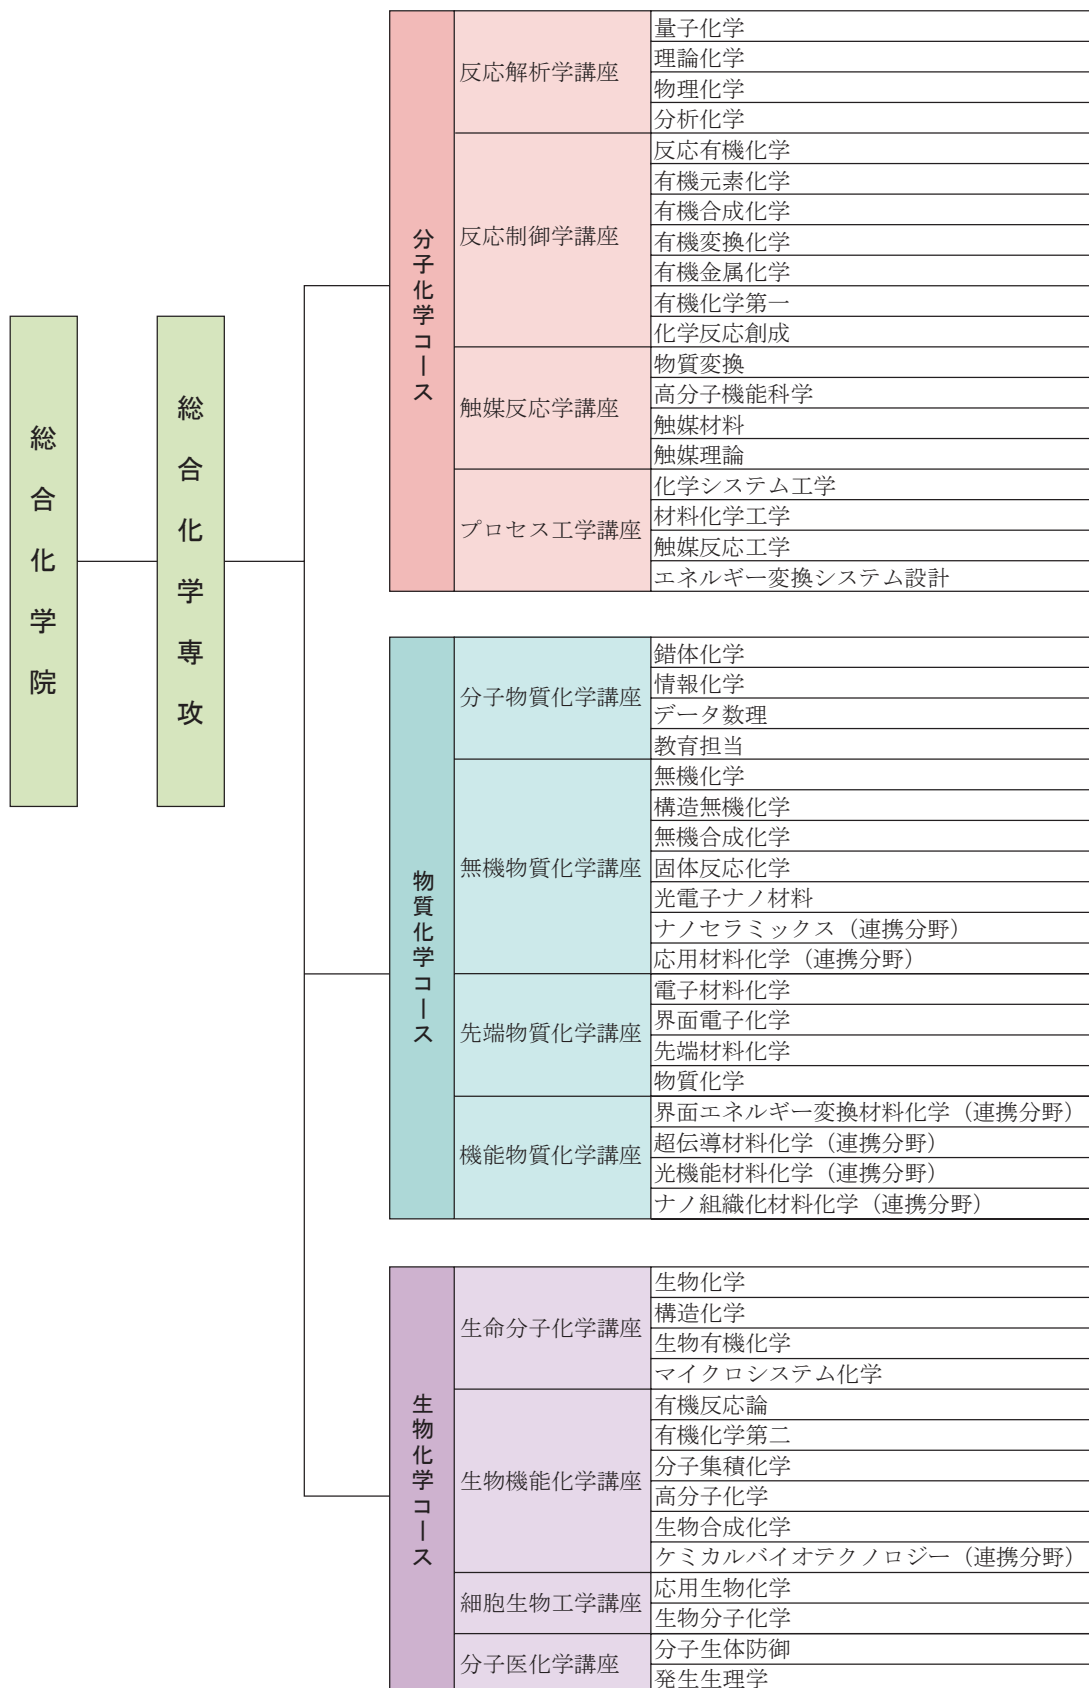 総合化学院
総合化学専攻
分子化学コース
反応解析学講座
量子化学
理論化学
物理化学
分析化学
反応制御学講座
反応有機化学
有機元素化学
有機合成化学
有機変換化学
有機金属化学
有機化学第一
化学反応創成
触媒反応学講座
物質変換
高分子機能科学
触媒材料
触媒理論
プロセス工学講座
化学システム工学
材料化学工学
触媒反応工学
エネルギー変換システム設計
物質化学コース
分子物質化学講座
錯体化学
情報化学
データ数理
教育担当
無機物質化学講座
無機化学
構造無機化学
無機合成化学
固体反応化学
光電子ナノ材料
ナノセラミックス（連携分野）
応用材料化学（連携分野）
先端物質化学講座
電子材料化学
界面電子化学
先端材料化学
物質化学
機能物質化学講座
界面エネルギー変換材料化学（連携分野）
超伝導材料化学（連携分野）
光機能材料化学（連携分野）
ナノ組織化材料化学（連携分野）
生物化学コース
生命分子化学講座
生物化学
構造化学
生物有機化学
マイクロシステム化学
生物機能化学講座
有機反応論
有機化学第二
分子集積化学
高分子化学
生物合成化学
ケミカルバイオテクノロジー（連携分野）
細胞生物工学講座
応用生物化学
生物分子化学
分子医化学講座
分子生体防御
発生生理学